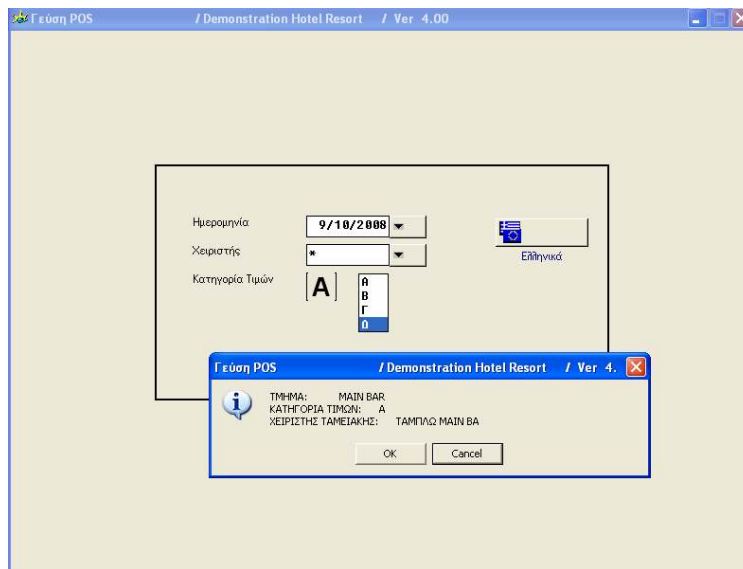 Γεύση POS / Demonstration Hotel Resort / Ver 4.00
Ημερομηνία 9/10/2008
Χειριστής *
Ελληνικά
Κατηγορία Τιμών [A]
Α
Β
Γ
Ω
Γεύση POS / Demonstration Hotel Resort / Ver 4.
ΤΜΗΜΑ: MAIN BAR
ΚΑΤΗΓΟΡΙΑ ΤΙΜΩΝ: Α
ΧΕΙΡΙΣΤΗΣ ΤΑΜΕΙΑΚΗΣ: ΤΑΜΠΛΩ MAIN BA
OK Cancel